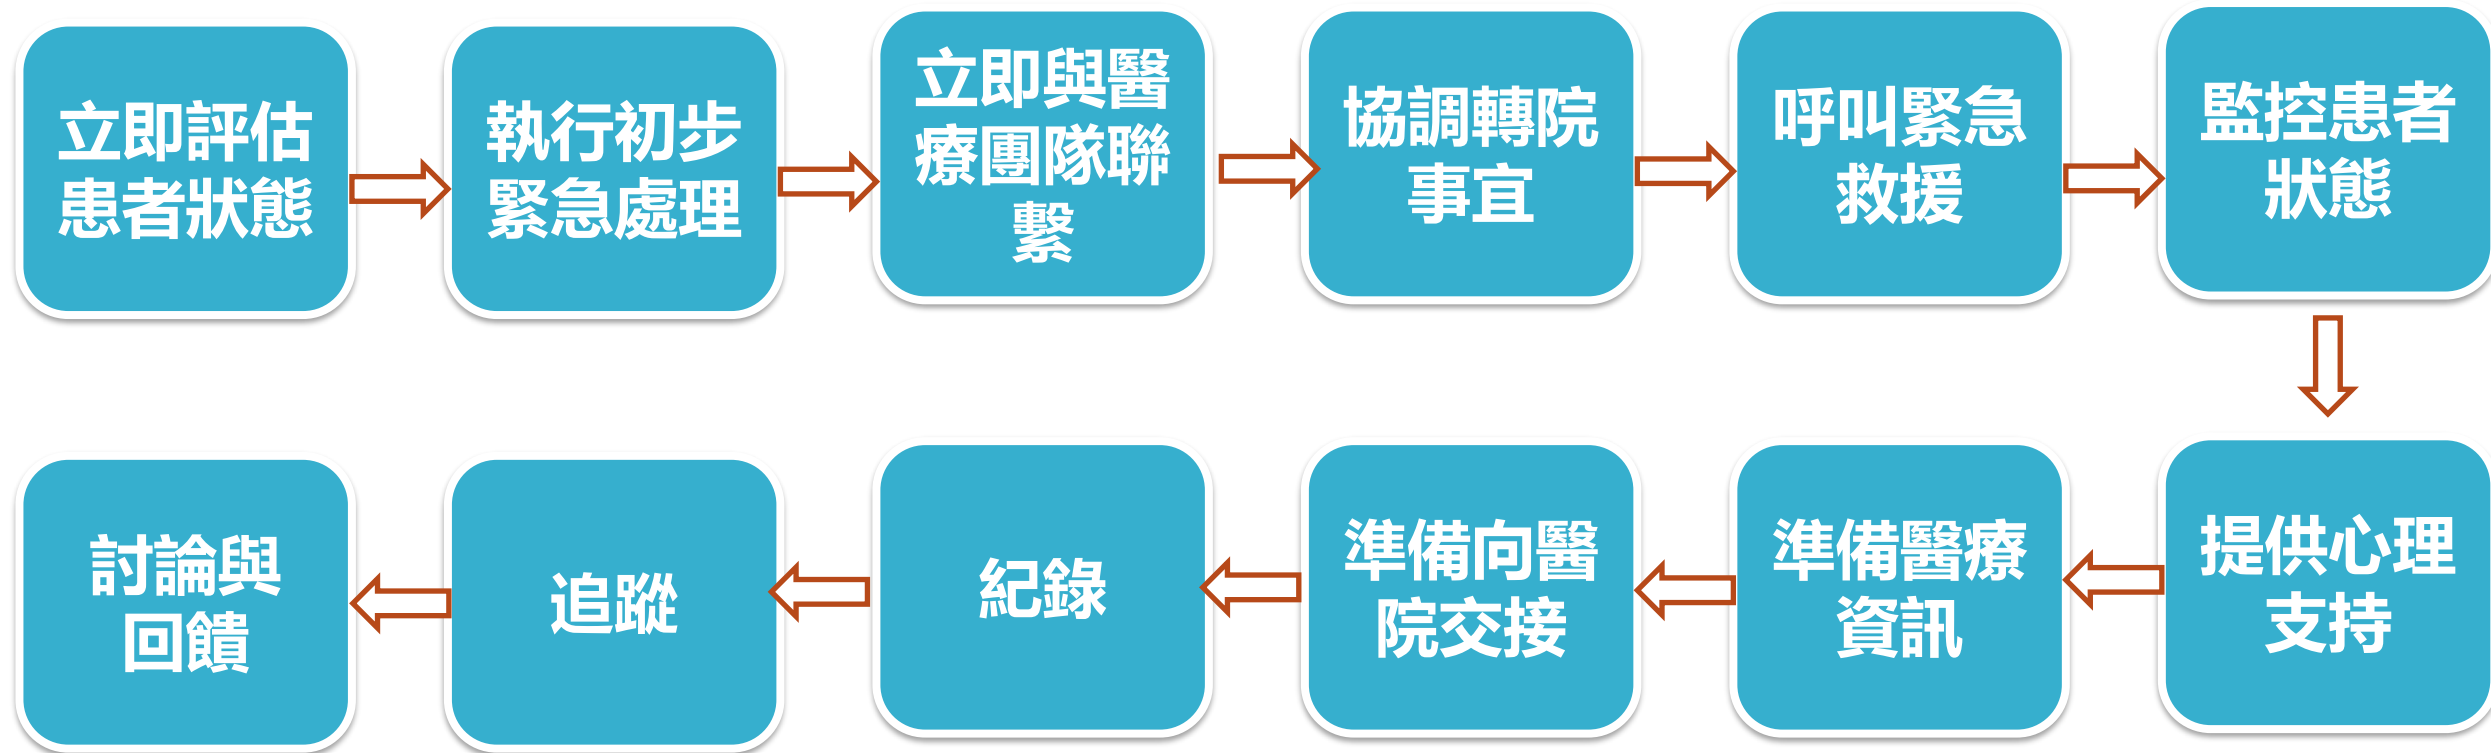 立即評估
患者狀態
執行初步
緊急處理
立即與醫
療團隊聯
繫
協調轉院
事宜
呼叫緊急
救援
監控患者
狀態
提供心理
支持
準備醫療
資訊
準備向醫
院交接
紀錄
追蹤
討論與
回饋